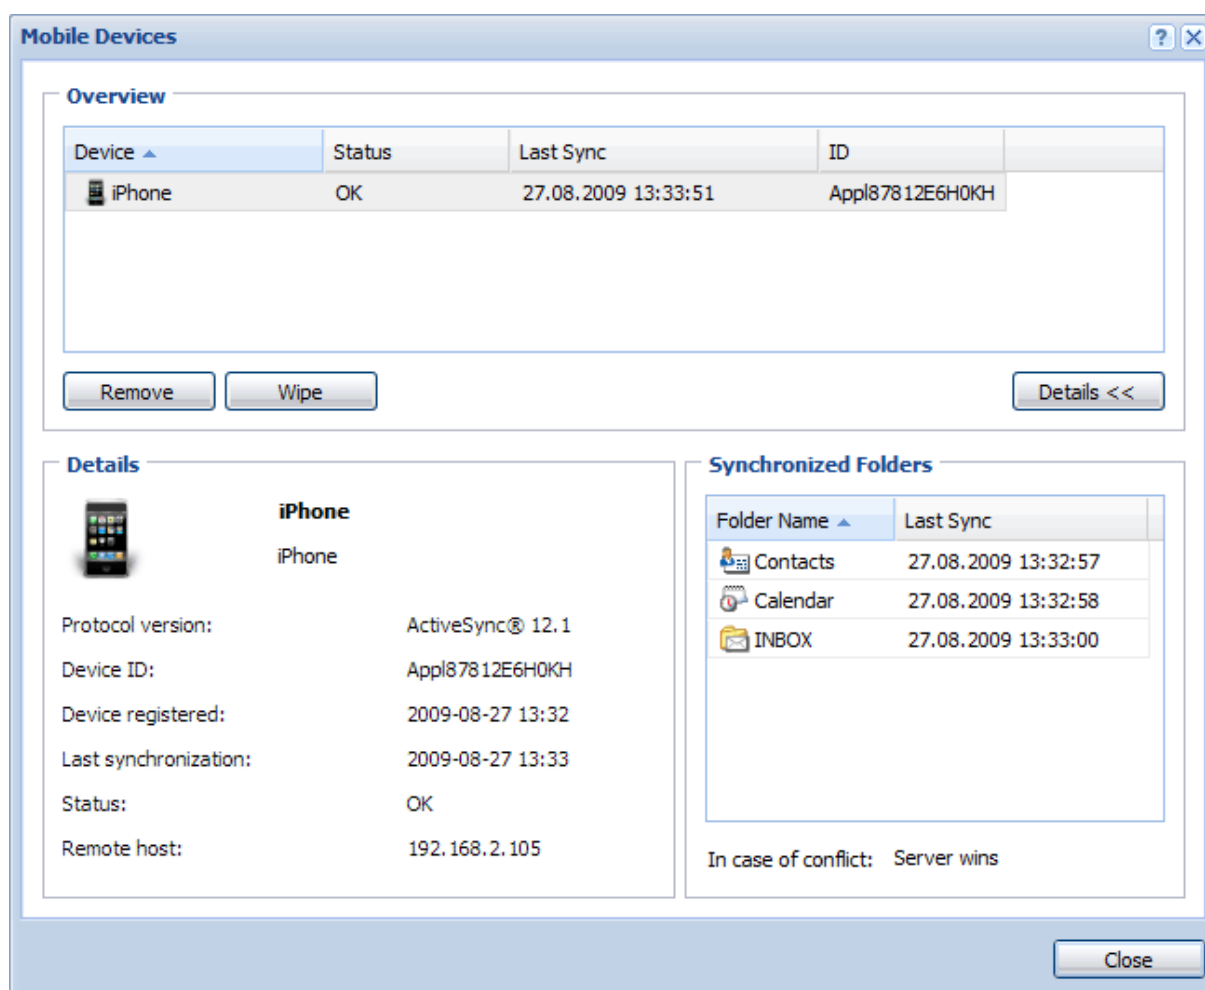 Mobile Devices
Overview
Device Status Last Sync ID
iPhone OK 27.08.2009 13:33:51 Appl87812E6H0KH
Remove Wipe Details <<
Details
iPhone
iPhone
Protocol version: ActiveSync® 12.1
Device ID: Appl87812E6H0KH
Device registered: 2009-08-27 13:32
Last synchronization: 2009-08-27 13:33
Status: OK
Remote host: 192.168.2.105
Synchronized Folders
Folder Name Last Sync
Contacts 27.08.2009 13:32:57
Calendar 27.08.2009 13:32:58
INBOX 27.08.2009 13:33:00
In case of conflict: Server wins
Close